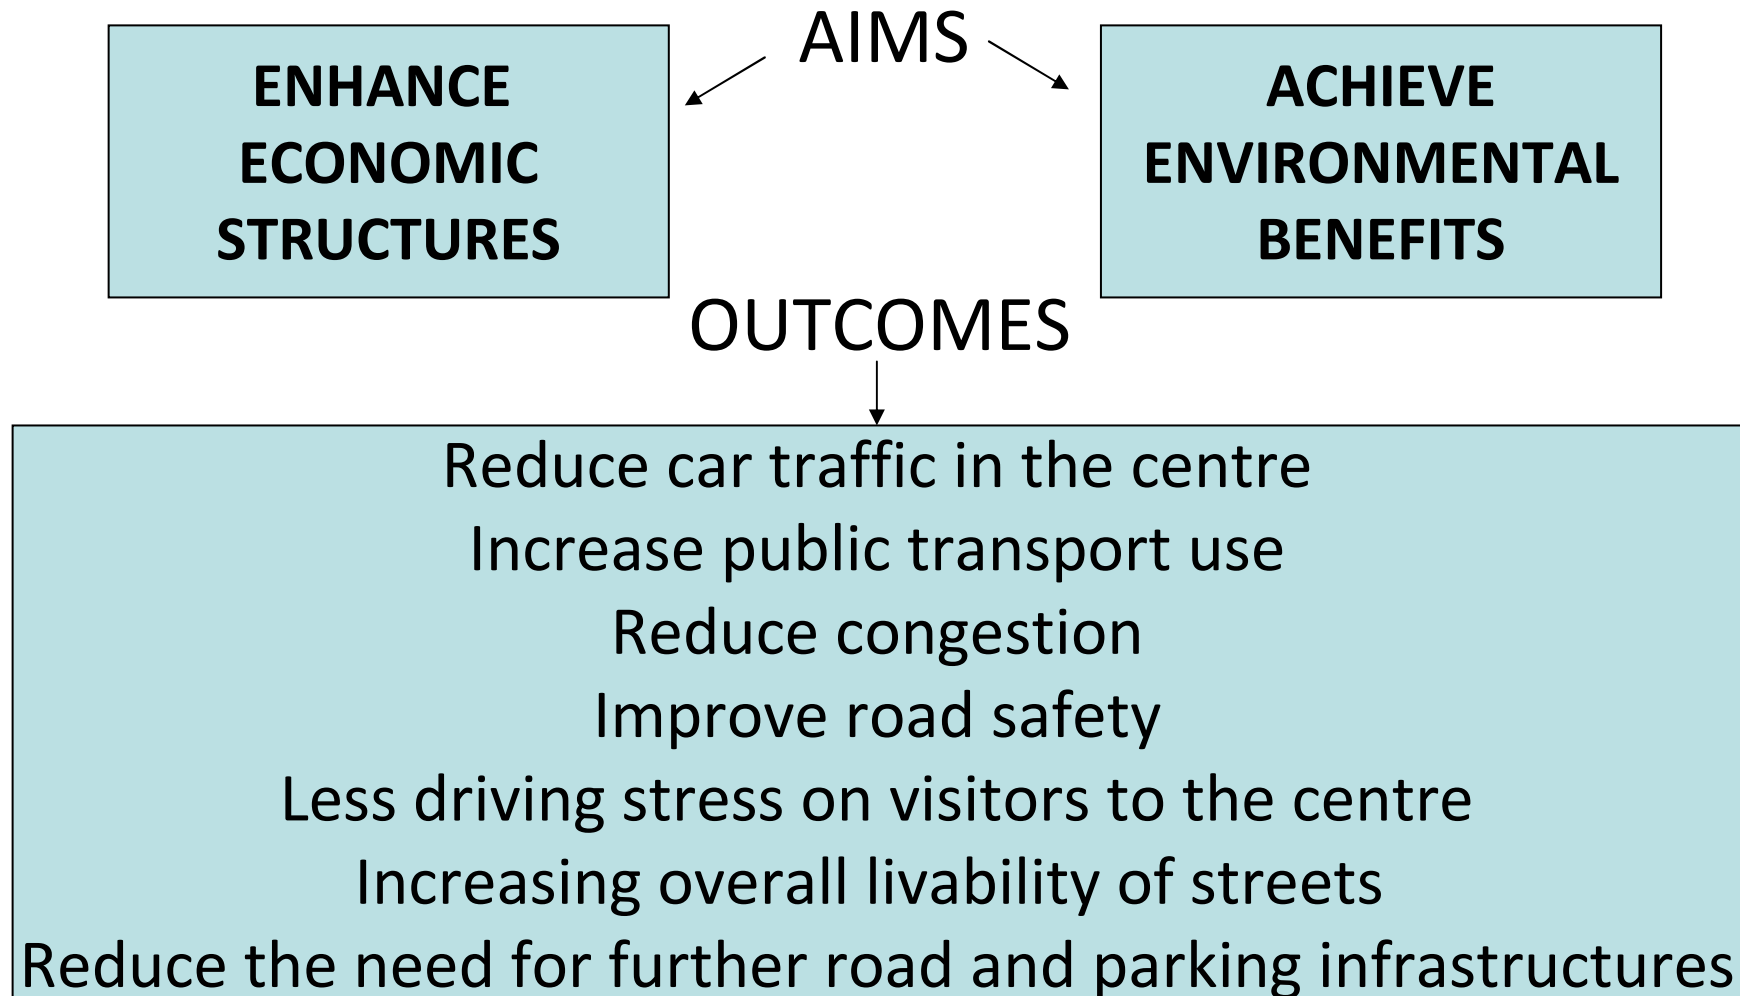 AIMS
ENHANCE
ECONOMIC
STRUCTURES
ACHIEVE
ENVIRONMENTAL
BENEFITS
OUTCOMES
Reduce car traffic in the centre
Increase public transport use
Reduce congestion
Improve road safety
Less driving stress on visitors to the centre
Increasing overall livability of streets
Reduce the need for further road and parking infrastructures